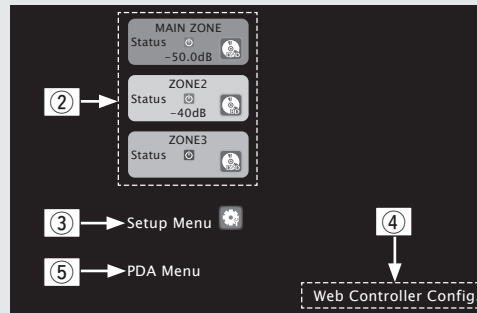 MAIN ZONE
Status
-50.0dB
②
ZONE2
Status
-40dB
ZONE3
Status
③ Setup Menu
④
⑤ PDA Menu
Web Controller Config.